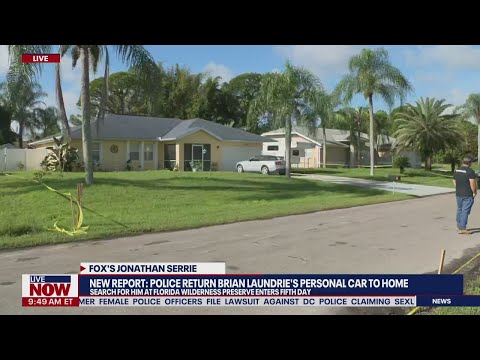 LIVE
FOX'S JONATHAN SERRIE
LIVE
NOW
NEW REPORT: POLICE RETURN BRIAN LAUNDRIE'S PERSONAL CAR TO HOME
SEARCH FOR HIM AT FLORIDA WILDERNESS PRESERVE ENTERS FIFTH DAY
9:49 AM ET
MER FEMALE POLICE OFFICERS FILE LAWSUIT AGAINST DC POLICE CLAIMING SEXU
NEWS